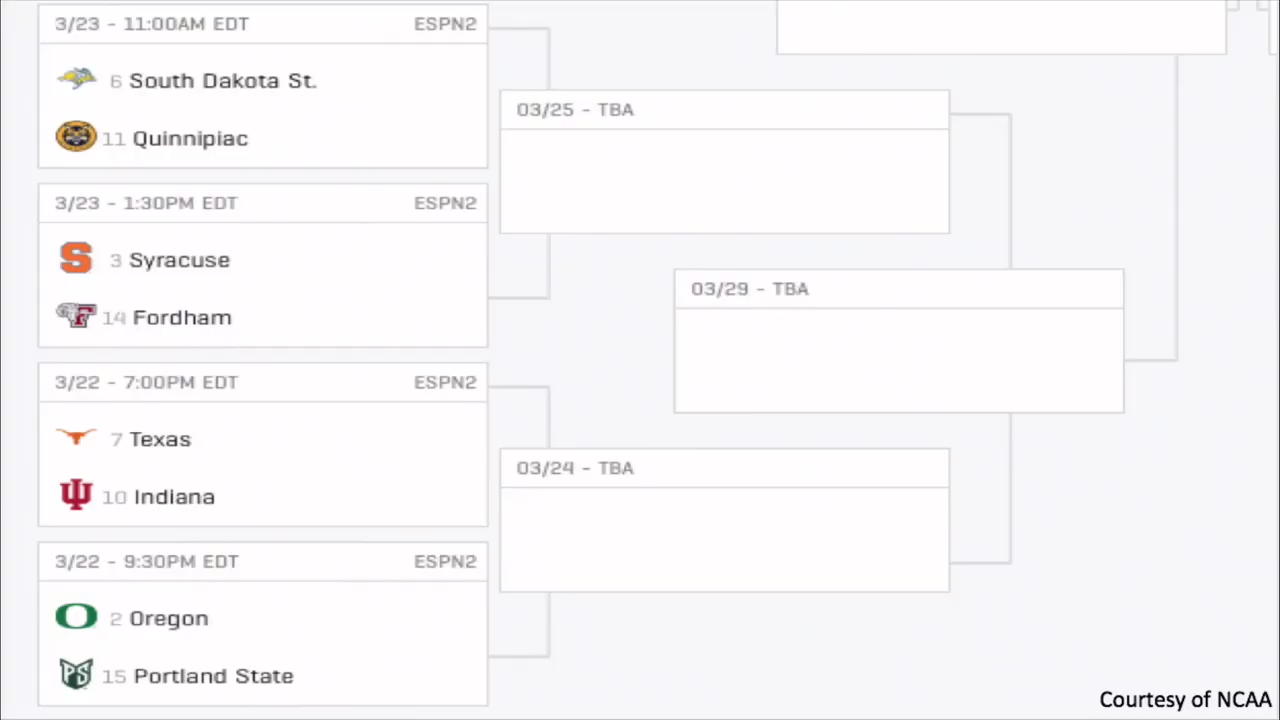 3/23 - 11:00AM EDT ESPN2
6 South Dakota St.
11 Quinnipiac
03/25 - TBA
3/23 - 1:30PM EDT ESPN2
3 Syracuse
14 Fordham
03/29 - TBA
3/22 - 7:00PM EDT ESPN2
7 Texas
10 Indiana
03/24 - TBA
3/22 - 9:30PM EDT ESPN2
2 Oregon
15 Portland State
Courtesy of NCAA